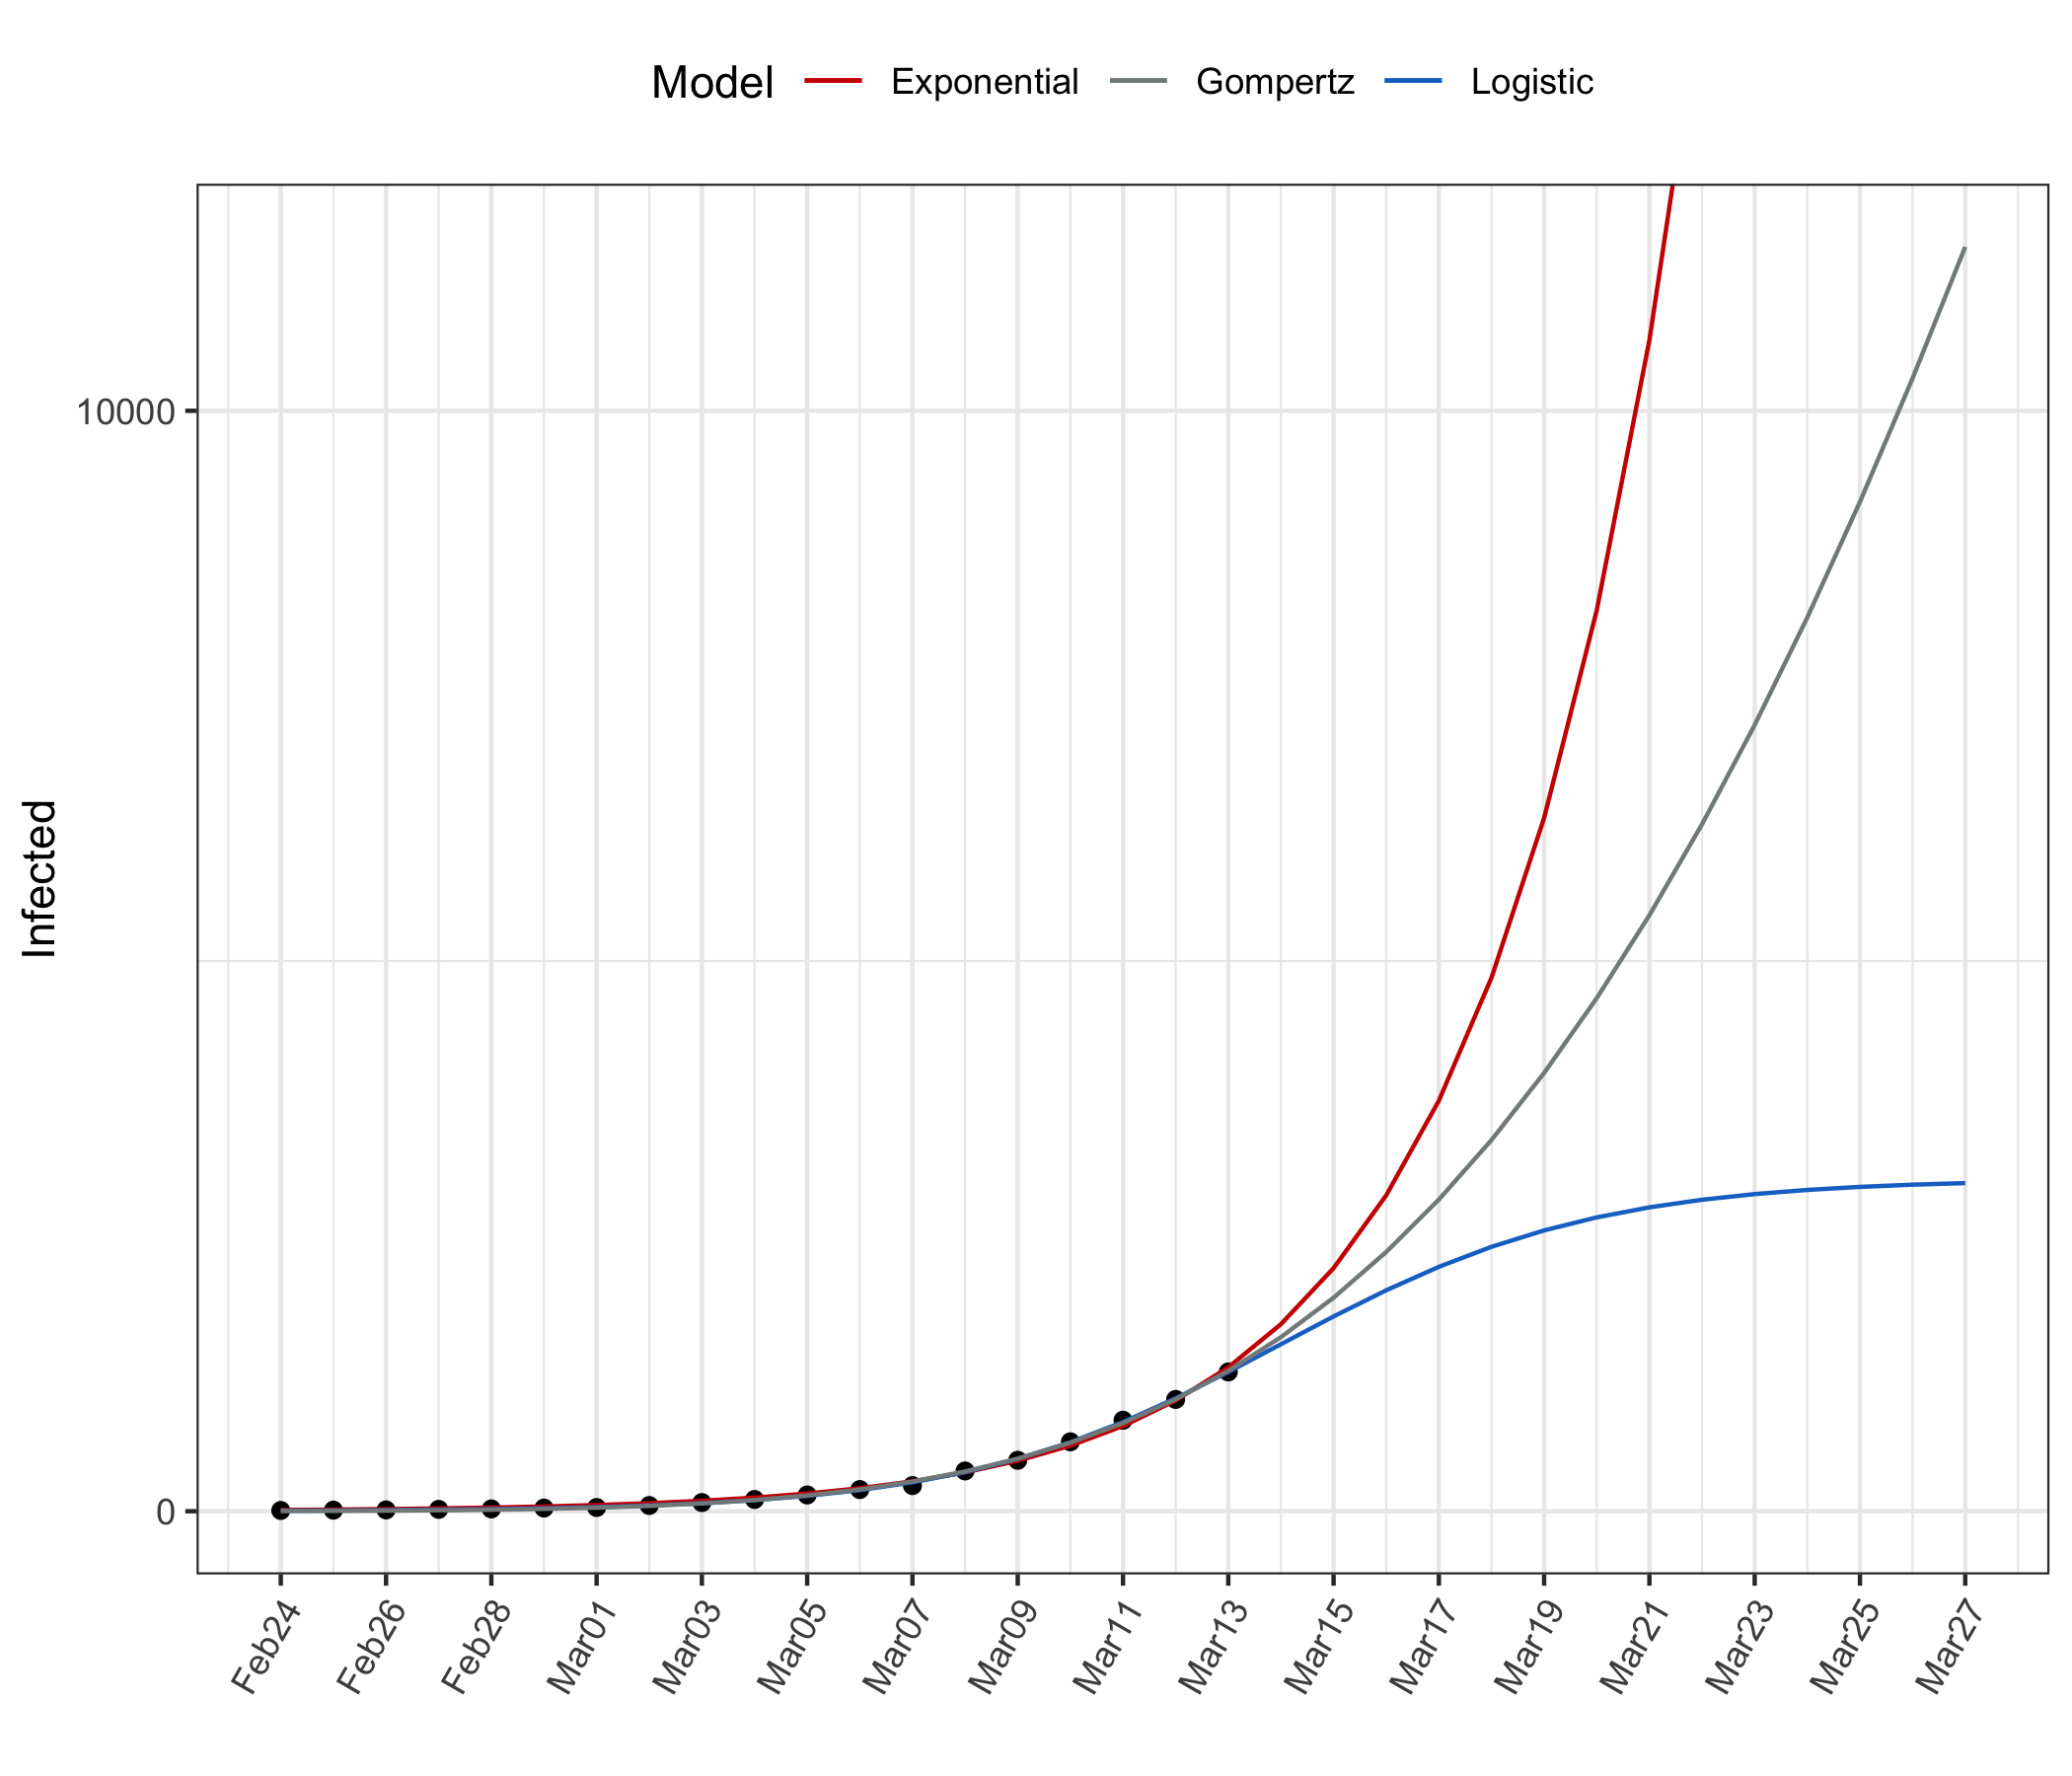 Model Exponential Gompertz Logistic
Infected
10000
0
Feb24 Feb26 Feb28 Mar01 Mar03 Mar05 Mar07 Mar09 Mar11 Mar13 Mar15 Mar17 Mar19 Mar21 Mar23 Mar25 Mar27